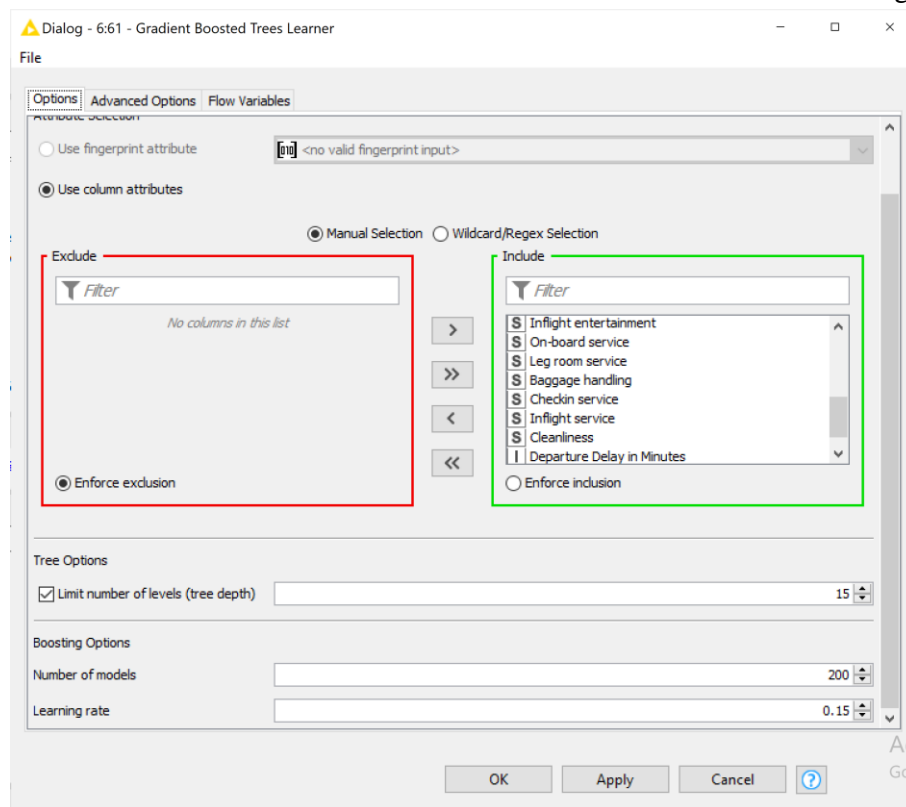 Dialog - 6:61 - Gradient Boosted Trees Learner
File
Options Advanced Options Flow Variables
Attribute Selection
Use fingerprint attribute <no valid fingerprint input>
Use column attributes
Manual Selection Wildcard/Regex Selection
Exclude Include
Filter Filter
No columns in this list
S Inflight entertainment
S On-board service
S Leg room service
> S Baggage handling
>> S Checkin service
< S Inflight service
S Cleanliness
<< I Departure Delay in Minutes
Enforce exclusion Enforce inclusion
Tree Options
Limit number of levels (tree depth) 15
Boosting Options
Number of models 200
Learning rate 0.15
OK Apply Cancel ?